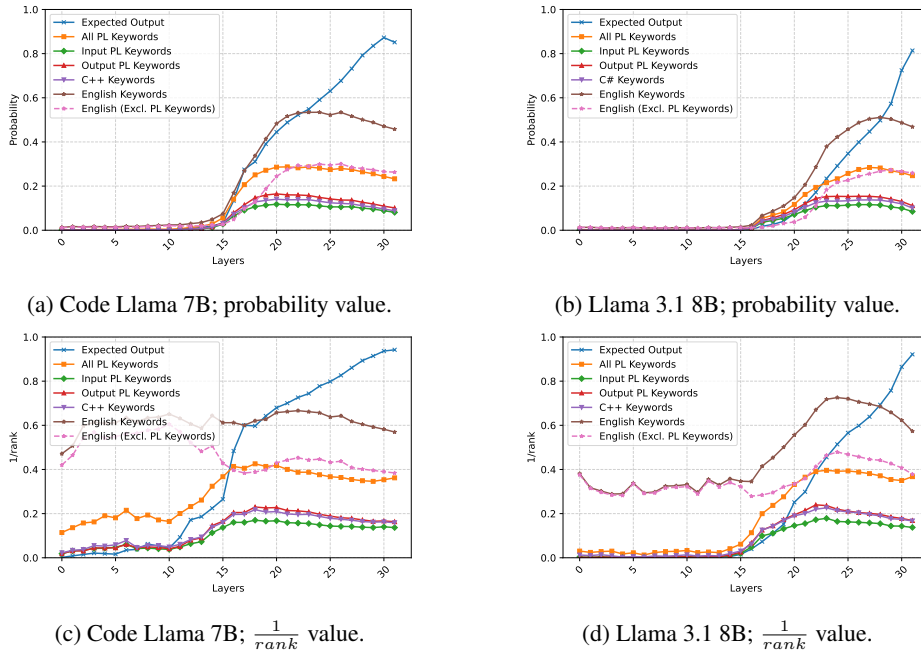 1.0
0.8
0.6
0.4
0.2
0.0
Probability
Expected Output
All PL Keywords
Input PL Keywords
Output PL Keywords
C++ Keywords
English Keywords
English (Excl. PL Keywords)
0 5 10 15 20 25 30
Layers
(a) Code Llama 7B; probability value.
1.0
0.8
0.6
0.4
0.2
0.0
Probability
Expected Output
All PL Keywords
Input PL Keywords
Output PL Keywords
C# Keywords
English Keywords
English (Excl. PL Keywords)
0 5 10 15 20 25 30
Layers
(b) Llama 3.1 8B; probability value.
1.0
0.8
0.6
0.4
0.2
0.0
1/rank
Expected Output
All PL Keywords
Input PL Keywords
Output PL Keywords
C++ Keywords
English Keywords
English (Excl. PL Keywords)
0 5 10 15 20 25 30
Layers
(c) Code Llama 7B; 1/rank value.
1.0
0.8
0.6
0.4
0.2
0.0
1/rank
Expected Output
All PL Keywords
Input PL Keywords
Output PL Keywords
C# Keywords
English Keywords
English (Excl. PL Keywords)
0 5 10 15 20 25 30
Layers
(d) Llama 3.1 8B; 1/rank value.